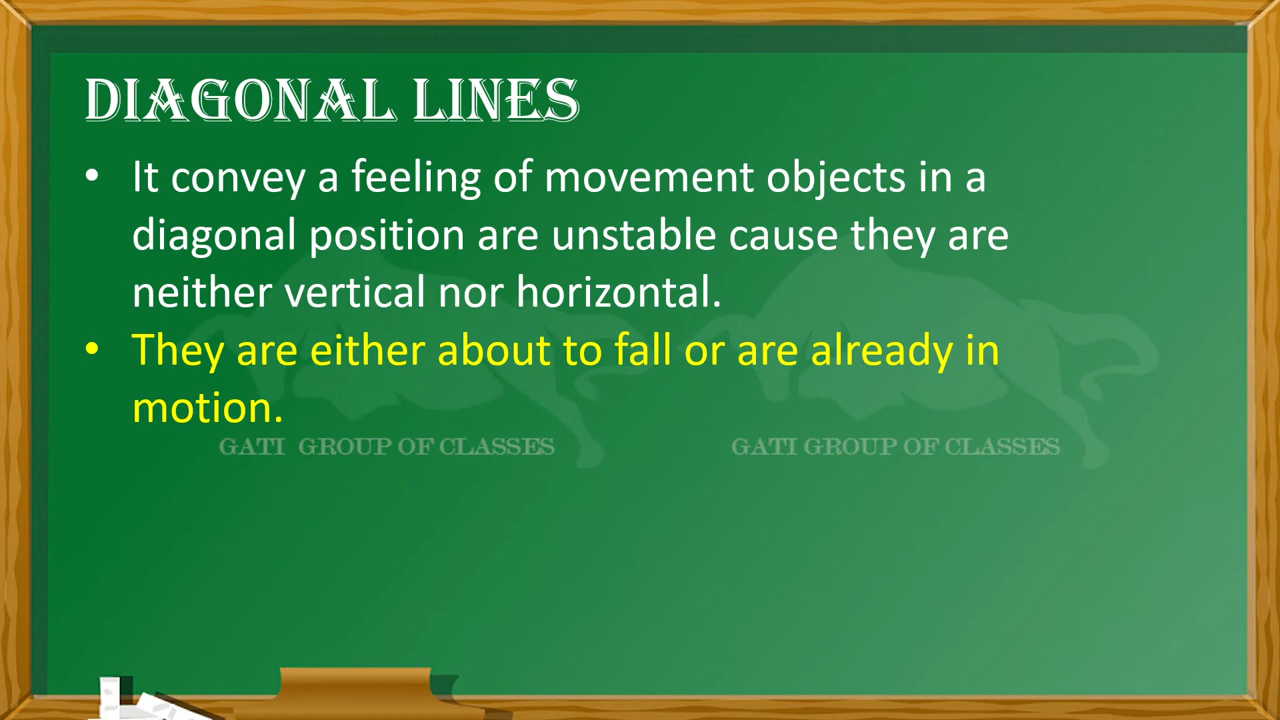 DIAGONAL LINES
• It convey a feeling of movement objects in a
diagonal position are unstable cause they are
neither vertical nor horizontal.
• They are either about to fall or are already in
motion.
GATI GROUP OF CLASSES
GATI GROUP OF CLASSES